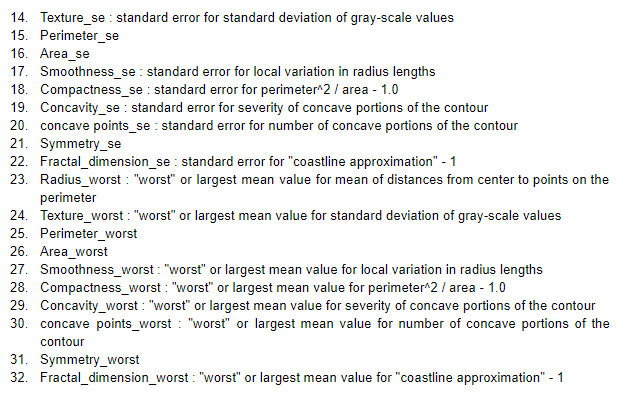 14. Texture_se : standard error for standard deviation of gray-scale values
15. Perimeter_se
16. Area_se
17. Smoothness_se : standard error for local variation in radius lengths
18. Compactness_se : standard error for perimeter^2 / area - 1.0
19. Concavity_se : standard error for severity of concave portions of the contour
20. concave points_se : standard error for number of concave portions of the contour
21. Symmetry_se
22. Fractal_dimension_se : standard error for "coastline approximation" - 1
23. Radius_worst : "worst" or largest mean value for mean of distances from center to points on the
perimeter
24. Texture_worst : "worst" or largest mean value for standard deviation of gray-scale values
25. Perimeter_worst
26. Area_worst
27. Smoothness_worst : "worst" or largest mean value for local variation in radius lengths
28. Compactness_worst : "worst" or largest mean value for perimeter^2 / area - 1.0
29. Concavity_worst : "worst" or largest mean value for severity of concave portions of the contour
30. concave points_worst : "worst" or largest mean value for number of concave portions of the
contour
31. Symmetry_worst
32. Fractal_dimension_worst : "worst" or largest mean value for "coastline approximation" - 1